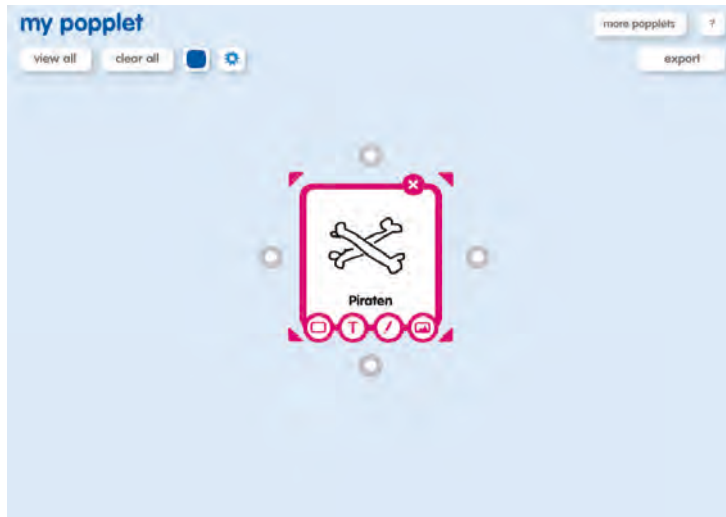 my popplet
more popplets ?
view all clear all
export
Piraten
T